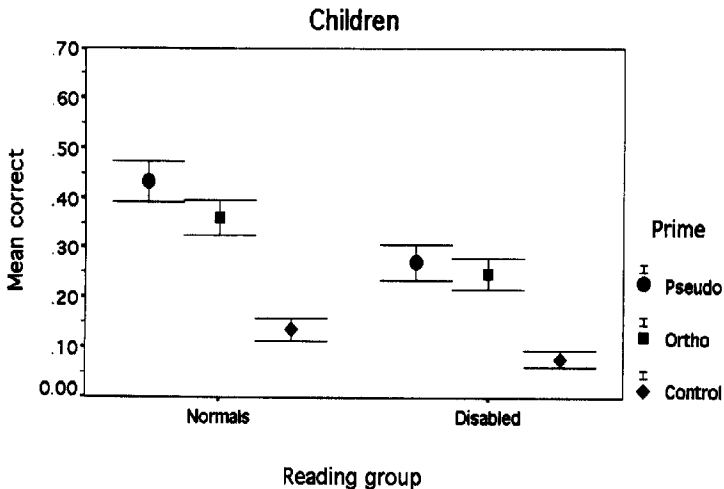 Children
.70
.60
.50
.40
.30
.20
.10
0.00
Mean correct
Normals
Disabled
Reading group
Prime
Pseudo
Ortho
Control